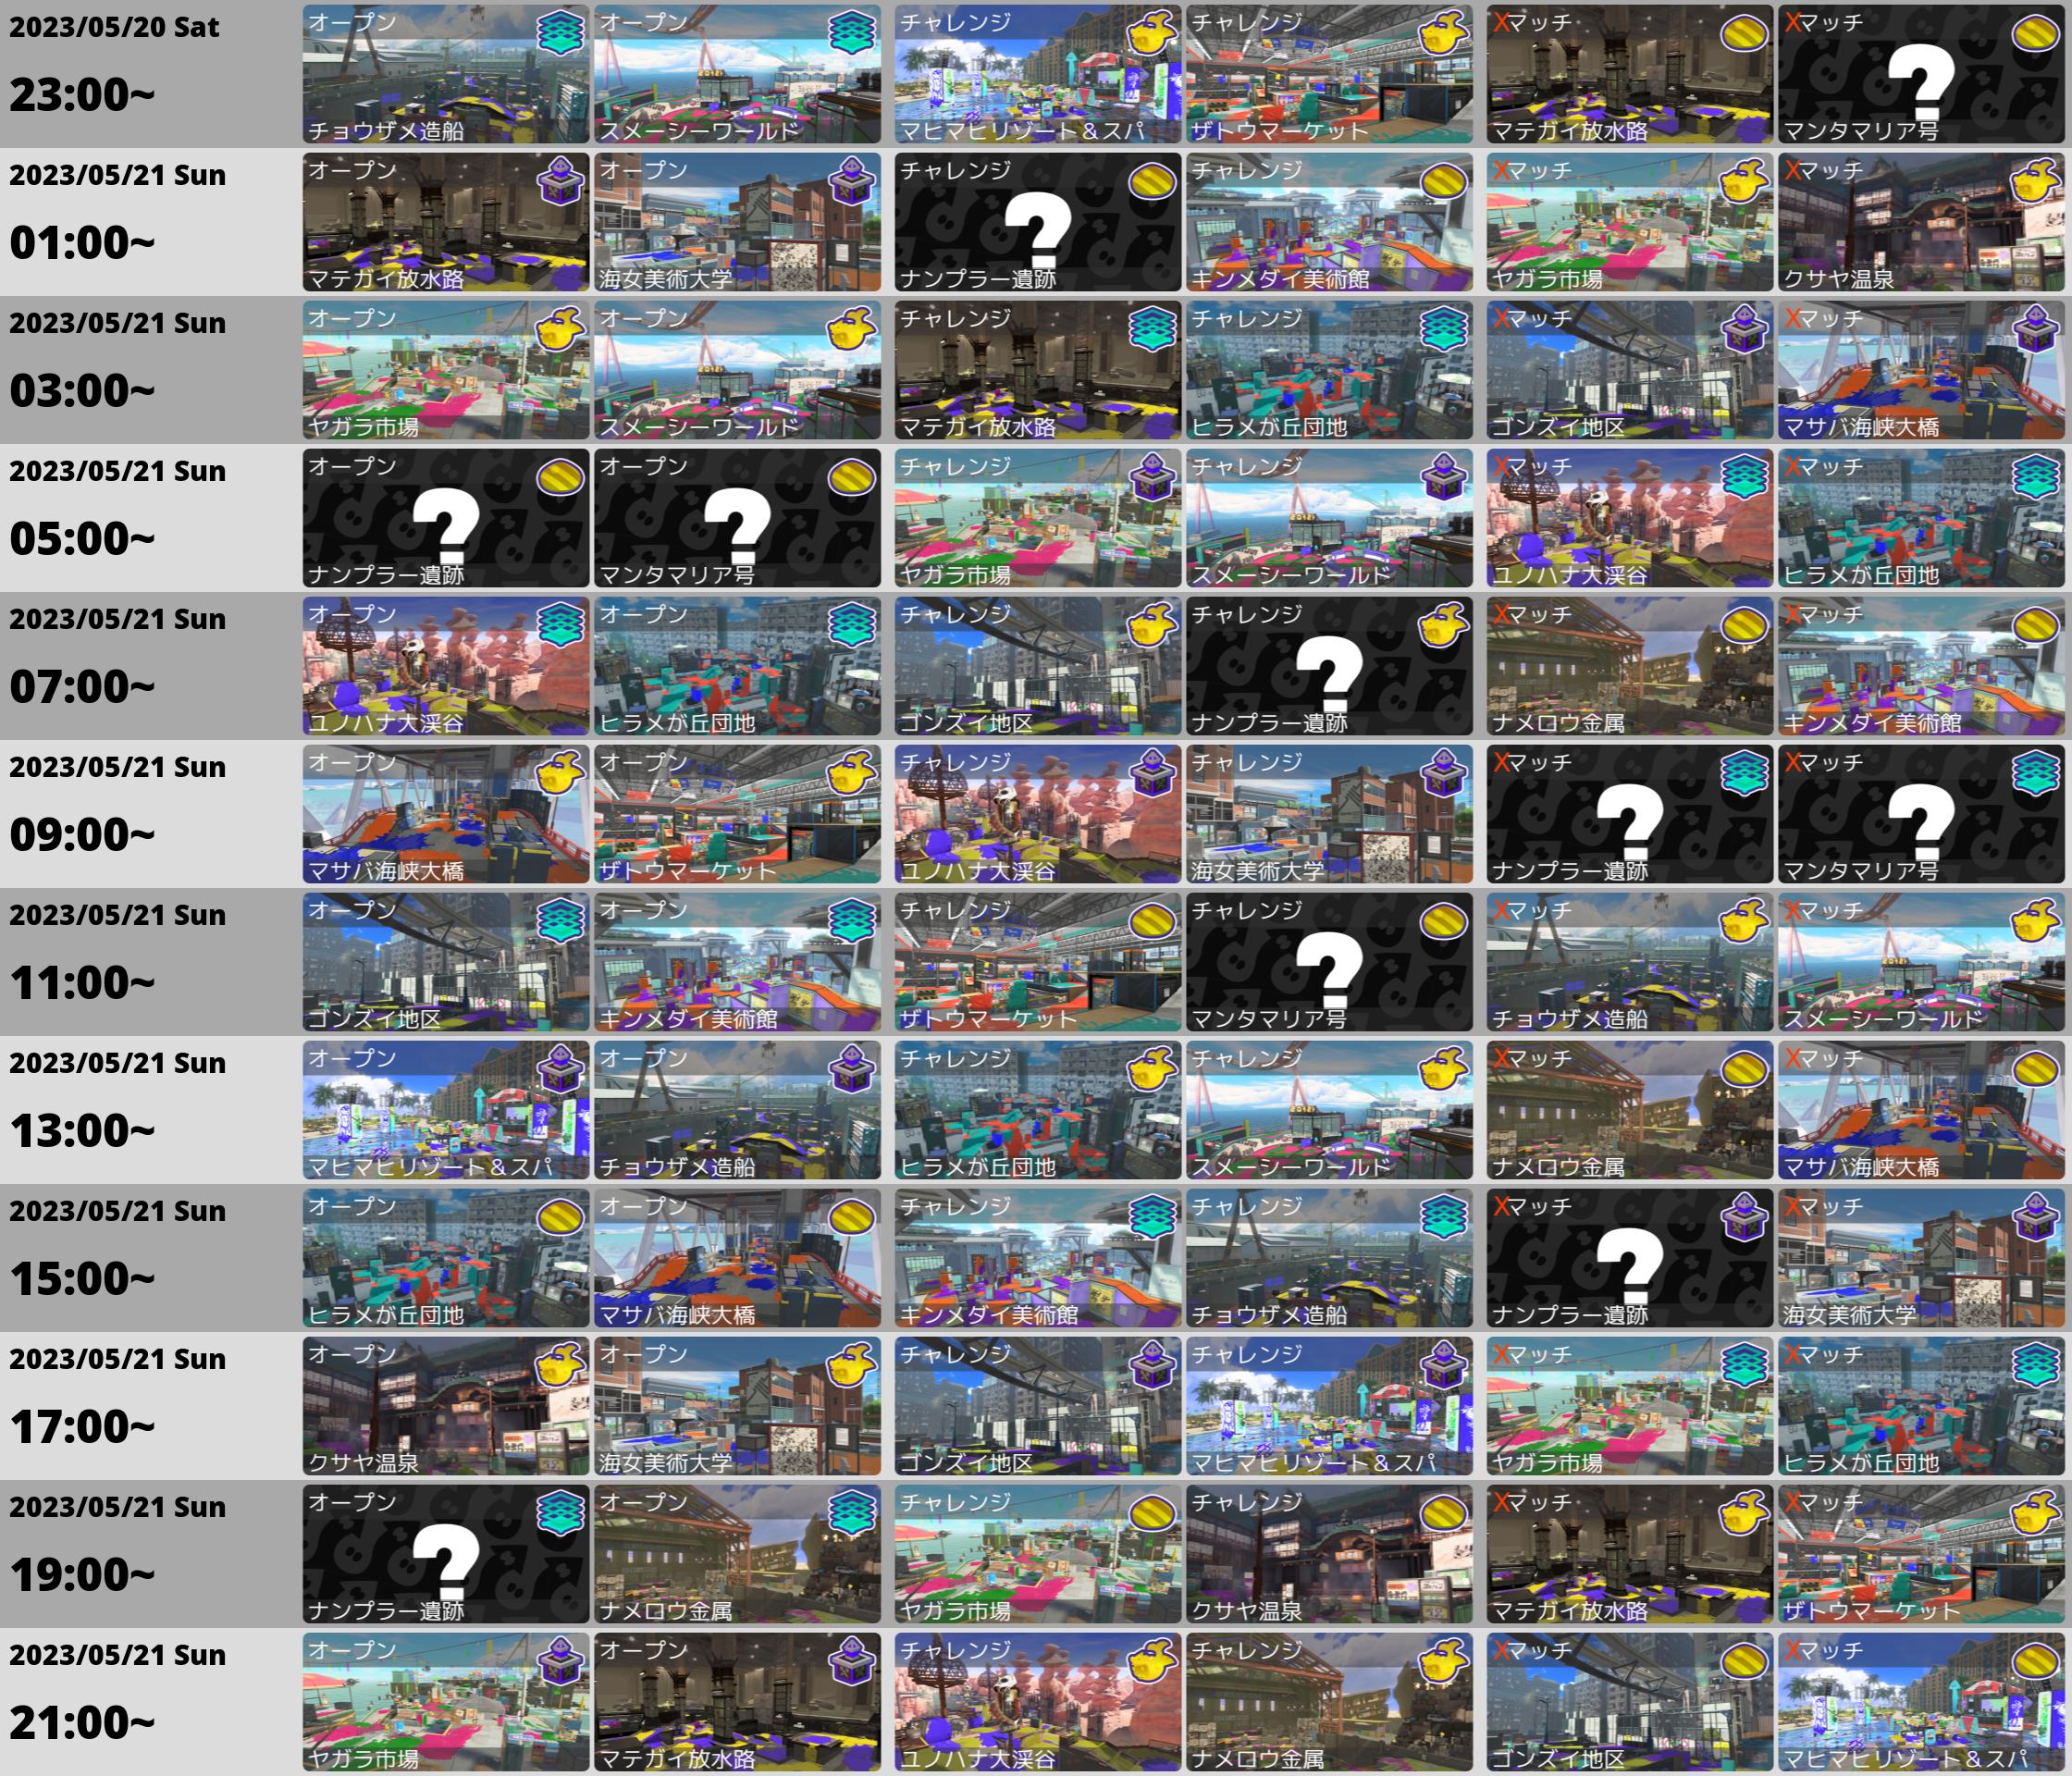 2023/05/20 Sat
23:00~
オープン オープン チャレンジ チャレンジ Xマッチ Xマッチ
チョウザメ造船 スメーシーワールド マヒマヒリゾート＆スパ ザトウマーケット マテガイ放水路 マンタマリア号
2023/05/21 Sun
01:00~
オープン オープン チャレンジ チャレンジ Xマッチ Xマッチ
マテガイ放水路 海女美術大学 ナンプラー遺跡 キンメダイ美術館 ヤガラ市場 クサヤ温泉
2023/05/21 Sun
03:00~
オープン オープン チャレンジ チャレンジ Xマッチ Xマッチ
ヤガラ市場 スメーシーワールド マテガイ放水路 ヒラメが丘団地 ゴンズイ地区 マサバ海峡大橋
2023/05/21 Sun
05:00~
オープン オープン チャレンジ チャレンジ Xマッチ Xマッチ
ナンプラー遺跡 マンタマリア号 ヤガラ市場 スメーシーワールド ユノハナ大渓谷 ヒラメが丘団地
2023/05/21 Sun
07:00~
オープン オープン チャレンジ チャレンジ Xマッチ Xマッチ
ユノハナ大渓谷 ヒラメが丘団地 ゴンズイ地区 ナンプラー遺跡 ナメロウ金属 キンメダイ美術館
2023/05/21 Sun
09:00~
オープン オープン チャレンジ チャレンジ Xマッチ Xマッチ
マサバ海峡大橋 ザトウマーケット ユノハナ大渓谷 海女美術大学 ナンプラー遺跡 マンタマリア号
2023/05/21 Sun
11:00~
オープン オープン チャレンジ チャレンジ Xマッチ Xマッチ
ゴンズイ地区 キンメダイ美術館 ザトウマーケット マンタマリア号 チョウザメ造船 スメーシーワールド
2023/05/21 Sun
13:00~
オープン オープン チャレンジ チャレンジ Xマッチ Xマッチ
マヒマヒリゾート＆スパ チョウザメ造船 ヒラメが丘団地 スメーシーワールド ナメロウ金属 マサバ海峡大橋
2023/05/21 Sun
15:00~
オープン オープン チャレンジ チャレンジ Xマッチ Xマッチ
ヒラメが丘団地 マサバ海峡大橋 キンメダイ美術館 チョウザメ造船 ナンプラー遺跡 海女美術大学
2023/05/21 Sun
17:00~
オープン オープン チャレンジ チャレンジ Xマッチ Xマッチ
クサヤ温泉 海女美術大学 ゴンズイ地区 マヒマヒリゾート＆スパ ヤガラ市場 ヒラメが丘団地
2023/05/21 Sun
19:00~
オープン オープン チャレンジ チャレンジ Xマッチ Xマッチ
ナンプラー遺跡 ナメロウ金属 ヤガラ市場 クサヤ温泉 マテガイ放水路 ザトウマーケット
2023/05/21 Sun
21:00~
オープン オープン チャレンジ チャレンジ Xマッチ Xマッチ
ヤガラ市場 マテガイ放水路 ユノハナ大渓谷 ナメロウ金属 ゴンズイ地区 マヒマヒリゾート＆スパ